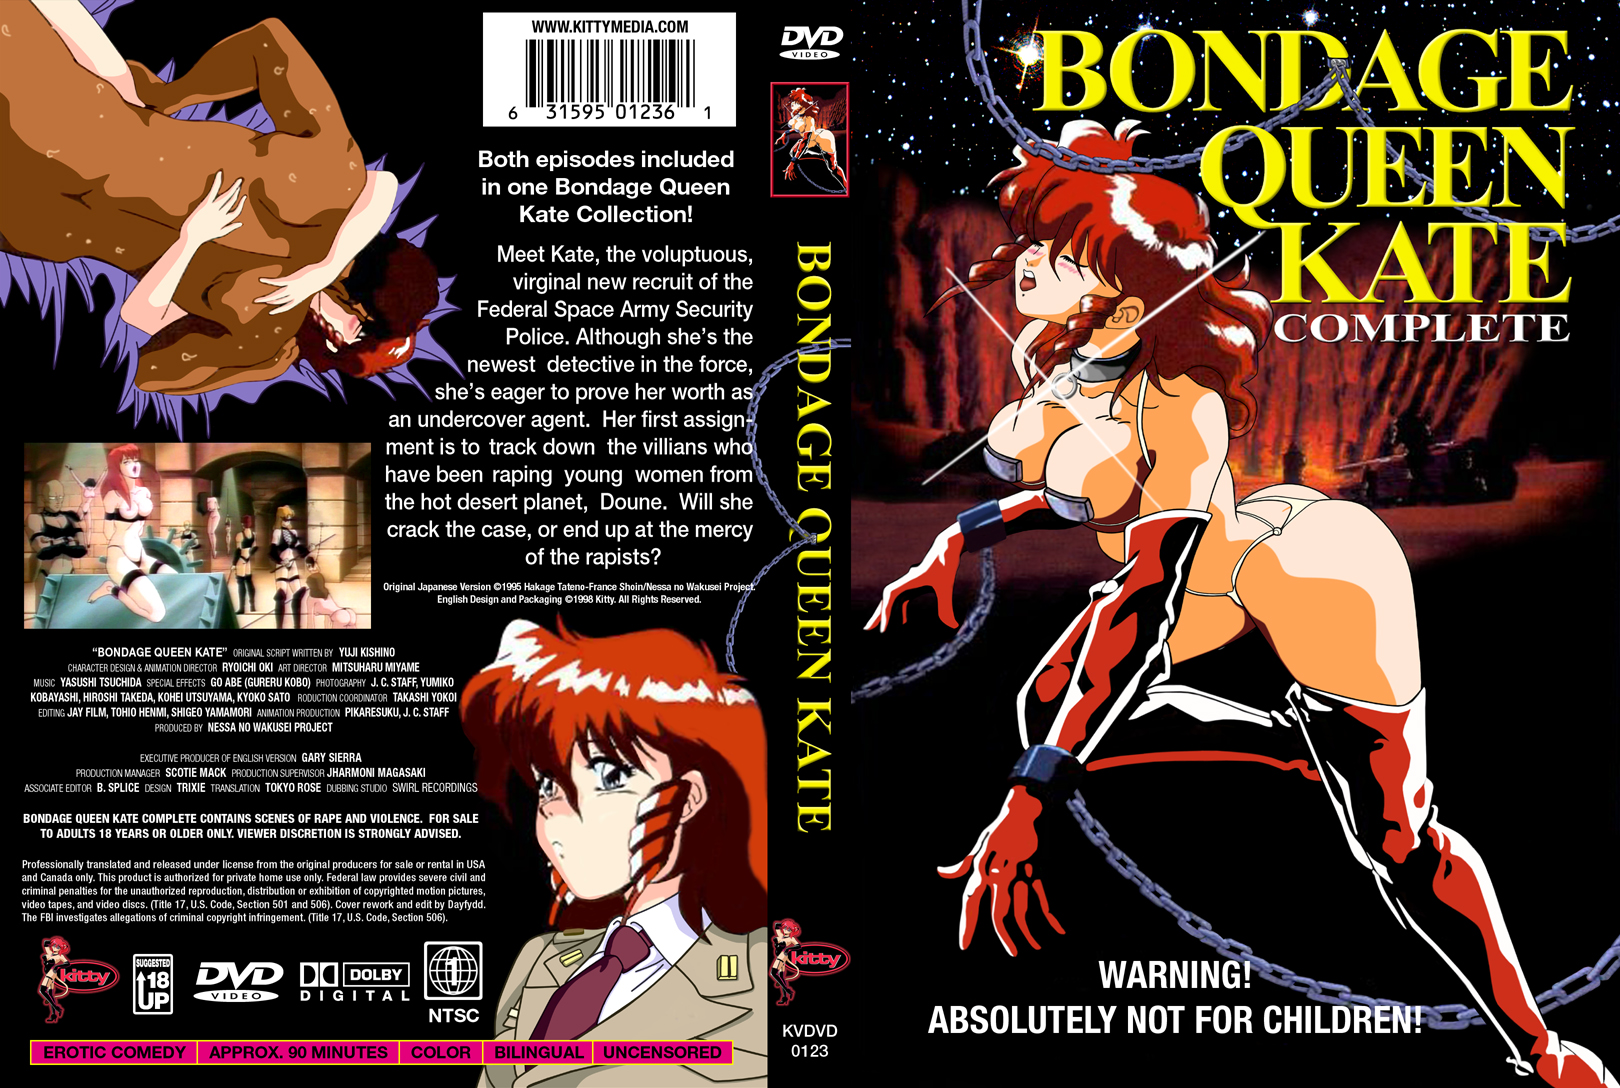 WWW.KITTYMEDIA.COM
6 31595 01236 1
Both episodes included
in one Bondage Queen
Kate Collection!
Meet Kate, the voluptuous,
virginal new recruit of the
Federal Space Army Security
Police. Although she's the
newest detective in the force,
she's eager to prove her worth as
an undercover agent. Her first assign-
ment is to track down the villians who
have been raping young women from
the hot desert planet, Doune. Will she
crack the case, or end up at the mercy
of the rapists?
Original Japanese Version ©1995 Hakage Tateno-France Shoin/Nessa no Wakusei Project.
English Design and Packaging ©1998 Kitty. All Rights Reserved.
"BONDAGE QUEEN KATE" ORIGINAL SCRIPT WRITTEN BY YUJI KISHINO
CHARACTER DESIGN & ANIMATION DIRECTOR RYOICHI OKI ART DIRECTOR MITSUHARU MIYAME
MUSIC YASUSHI TSUCHIDA SPECIAL EFFECTS GO ABE (GURERU KOBO) PHOTOGRAPHY J. C. STAFF, YUMIKO
KOBAYASHI, HIROSHI TAKEDA, KOHEI UTSUYAMA, KYOKO SATO RODUCTION COORDINATOR TAKASHI YOKOI
EDITING JAY FILM, TOHIO HENMI, SHIGEO YAMAMORI ANIMATION PRODUCTION PIKARESUKU, J. C. STAFF
PRODUCED BY NESSA NO WAKUSEI PROJECT
EXECUTIVE PRODUCER OF ENGLISH VERSION GARY SIERRA
PRODUCTION MANAGER SCOTIE MACK PRODUCTION SUPERVISOR JHARMONI MAGASAKI
ASSOCIATE EDITOR B. SPLICE DESIGN TRIXIE TRANSLATION TOKYO ROSE DUBBING STUDIO SWIRL RECORDINGS
BONDAGE QUEEN KATE COMPLETE CONTAINS SCENES OF RAPE AND VIOLENCE. FOR SALE
TO ADULTS 18 YEARS OR OLDER ONLY. VIEWER DISCRETION IS STRONGLY ADVISED.
Professionally translated and released under license from the original producers for sale or rental in USA
and Canada only. This product is authorized for private home use only. Federal law provides severe civil and
criminal penalties for the unauthorized reproduction, distribution or exhibition of copyrighted motion pictures,
video tapes, and video discs. (Title 17, U.S. Code, Section 501 and 506). Cover rework and edit by Dayfydd.
The FBI investigates allegations of criminal copyright infringement. (Title 17, U.S. Code, Section 506).
kitty
SUGGESTED
18
UP
DVD
VIDEO
DOLBY
DIGITAL
1
NTSC
EROTIC COMEDY APPROX. 90 MINUTES COLOR BILINGUAL UNCENSORED
DVD
VIDEO
BONDAGE QUEEN KATE
kitty
KVDVD
0123
BONDAGE
QUEEN
KATE
COMPLETE
WARNING!
ABSOLUTELY NOT FOR CHILDREN!